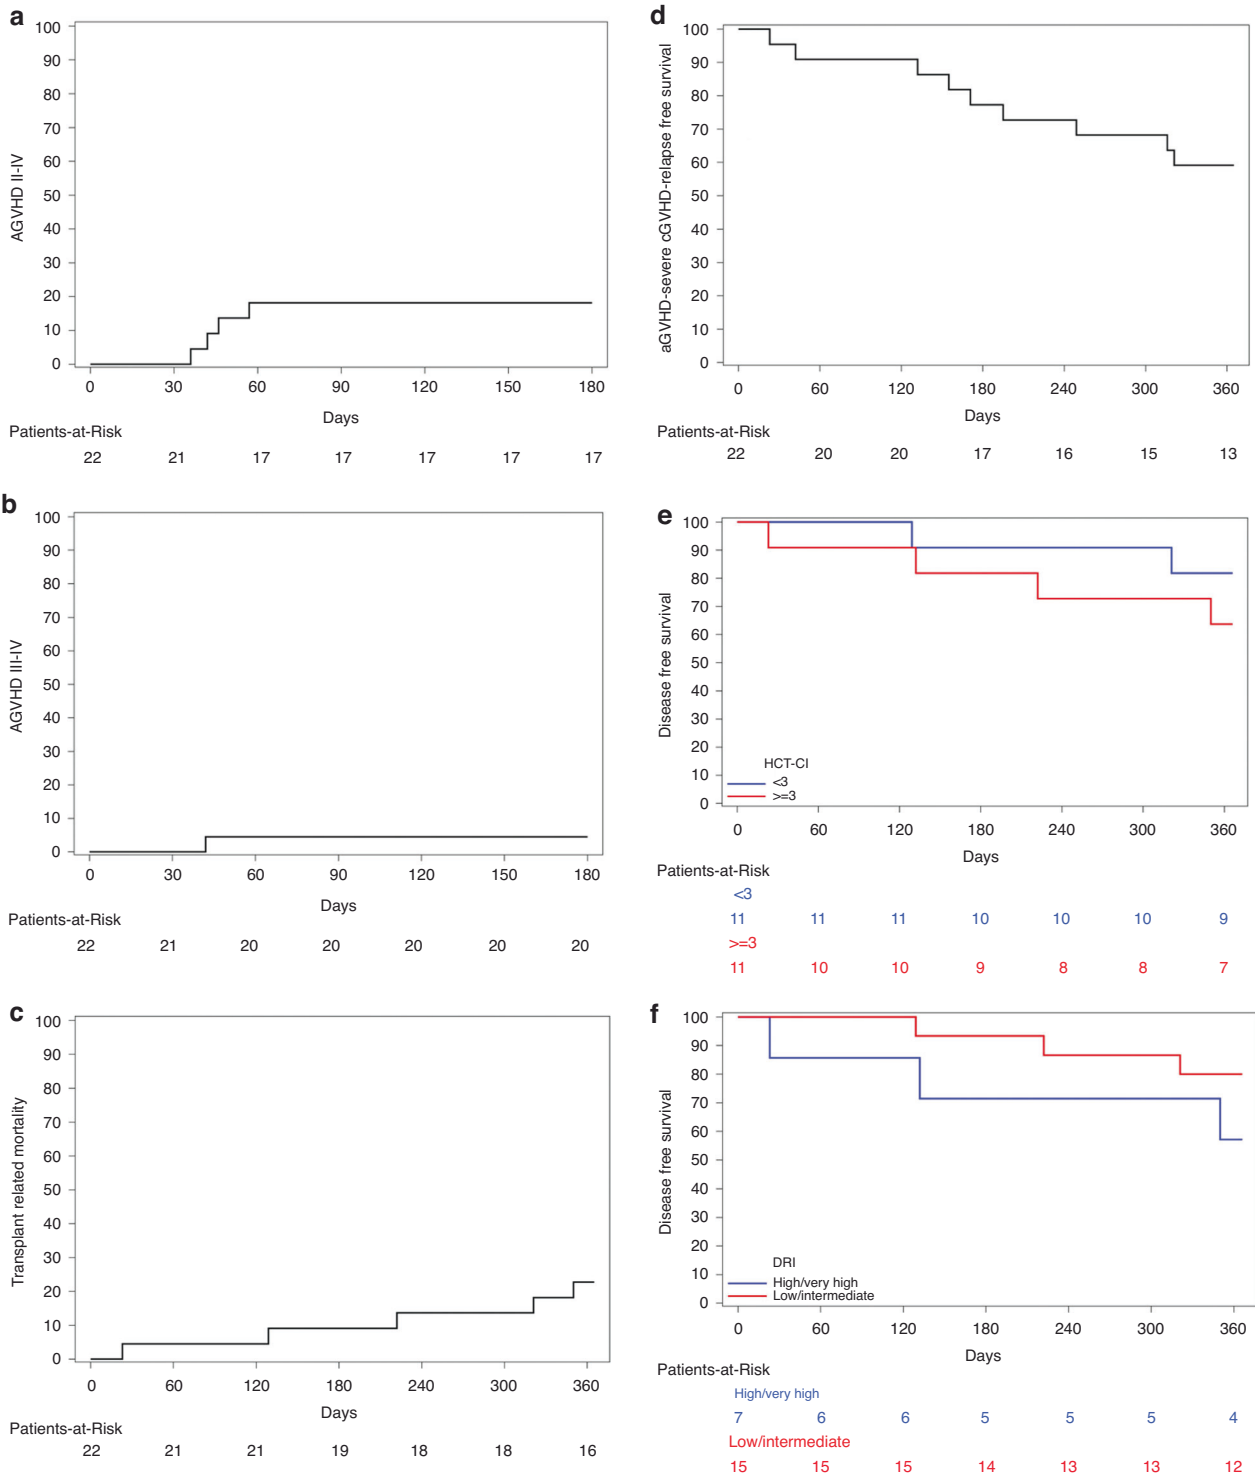 a
AGVHD II-IV
100
90
80
70
60
50
40
30
20
10
0
0 30 60 90 120 150 180
Days
Patients-at-Risk
22 21 17 17 17 17 17
b
AGVHD III-IV
100
90
80
70
60
50
40
30
20
10
0
0 30 60 90 120 150 180
Days
Patients-at-Risk
22 21 20 20 20 20 20
c
Transplant related mortality
100
90
80
70
60
50
40
30
20
10
0
0 60 120 180 240 300 360
Days
Patients-at-Risk
22 21 21 19 18 18 16
d
aGVHD-severe cGVHD-relapse free survival
100
90
80
70
60
50
40
30
20
10
0
0 60 120 180 240 300 360
Days
Patients-at-Risk
22 20 20 17 16 15 13
e
Disease free survival
100
90
80
70
60
50
40
30
20
10
0
HCT-CI
<3
>=3
0 60 120 180 240 300 360
Days
Patients-at-Risk
<3
11 11 11 10 10 10 9
>=3
11 10 10 9 8 8 7
f
Disease free survival
100
90
80
70
60
50
40
30
20
10
0
DRI
High/very high
Low/intermediate
0 60 120 180 240 300 360
Days
Patients-at-Risk
High/very high
7 6 6 5 5 5 4
Low/intermediate
15 15 15 14 13 13 12